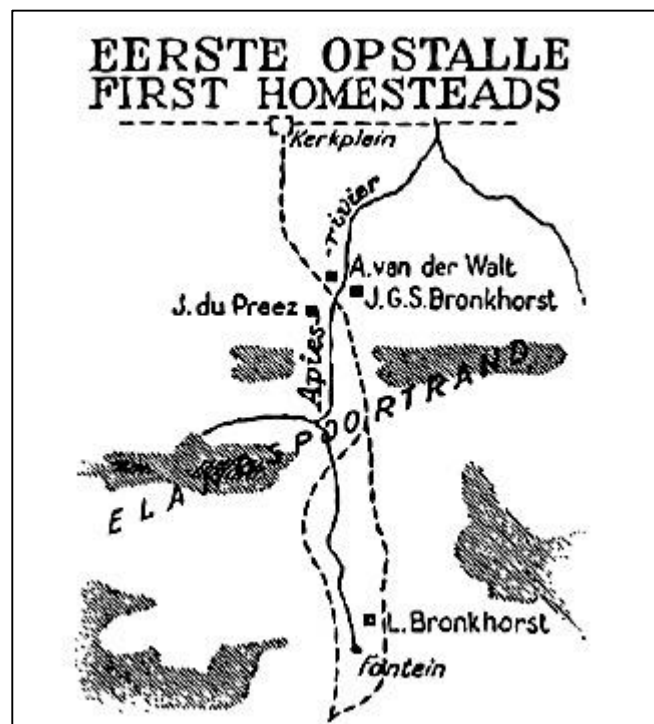 EERSTE OPSTALLE
FIRST HOMESTEADS
Kerkplein
Apies-rivier
A.van der Walt
J.G.S.Bronkhorst
J. du Preez
ELANDSPOORTRAND
L.Bronkhorst
Fontein